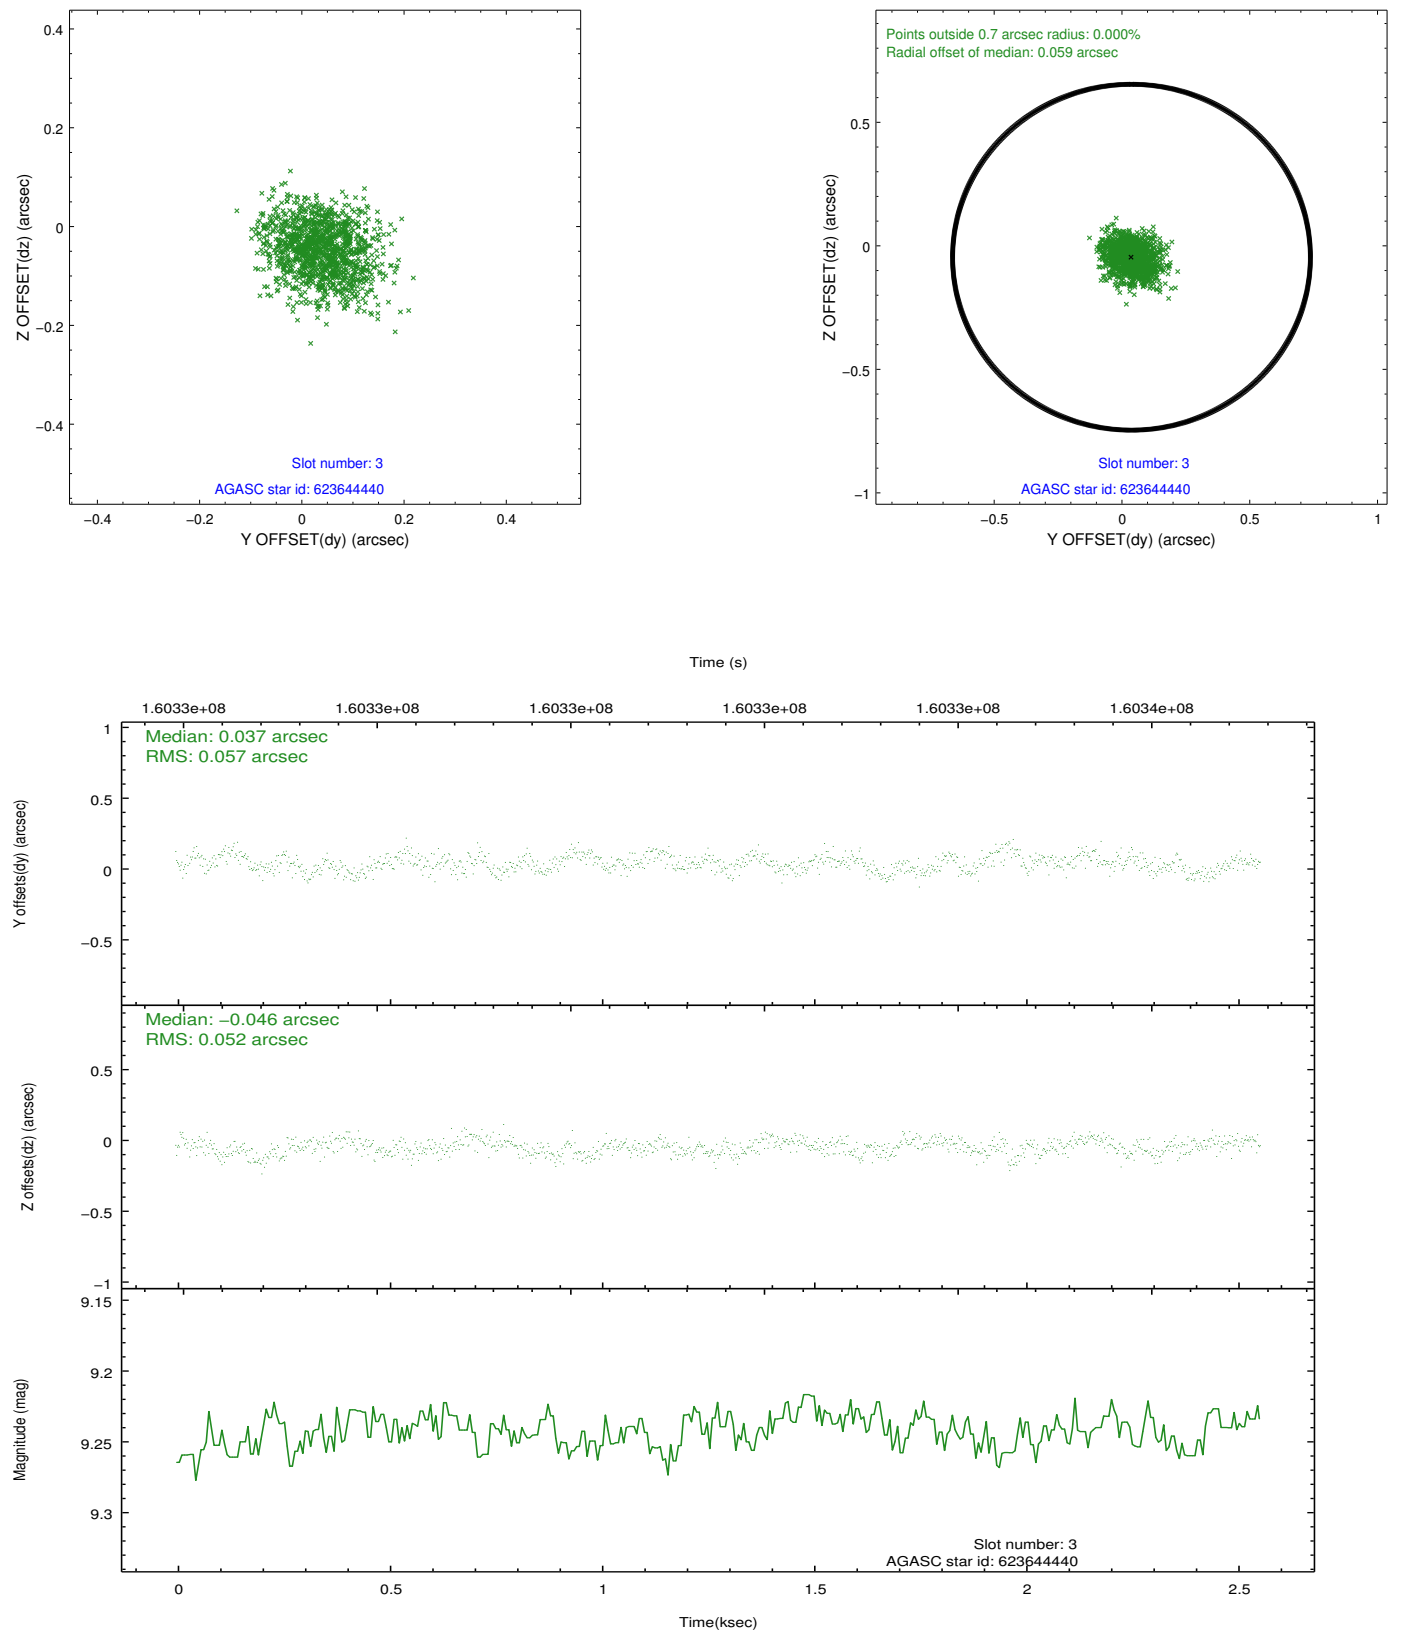 0.4
0.2
0
−0.2
−0.4
Z OFFSET(dz) (arcsec)
Slot number: 3
AGASC star id: 623644440
−0.4 −0.2 0 0.2 0.4
Y OFFSET(dy) (arcsec)
Points outside 0.7 arcsec radius: 0.000%
Radial offset of median: 0.059 arcsec
0.5
0
−0.5
−1
Z OFFSET(dz) (arcsec)
Slot number: 3
AGASC star id: 623644440
−0.5 0 0.5 1
Y OFFSET(dy) (arcsec)
Time (s)
1.6033e+08 1.6033e+08 1.6033e+08 1.6033e+08 1.6033e+08 1.6034e+08
Median: 0.037 arcsec
RMS: 0.057 arcsec
1
0.5
0
−0.5
Y offsets(dy) (arcsec)
Median: −0.046 arcsec
RMS: 0.052 arcsec
0.5
0
−0.5
−1
Z offsets(dz) (arcsec)
9.15
9.2
9.25
9.3
Magnitude (mag)
Slot number: 3
AGASC star id: 623644440
0 0.5 1 1.5 2 2.5
Time(ksec)